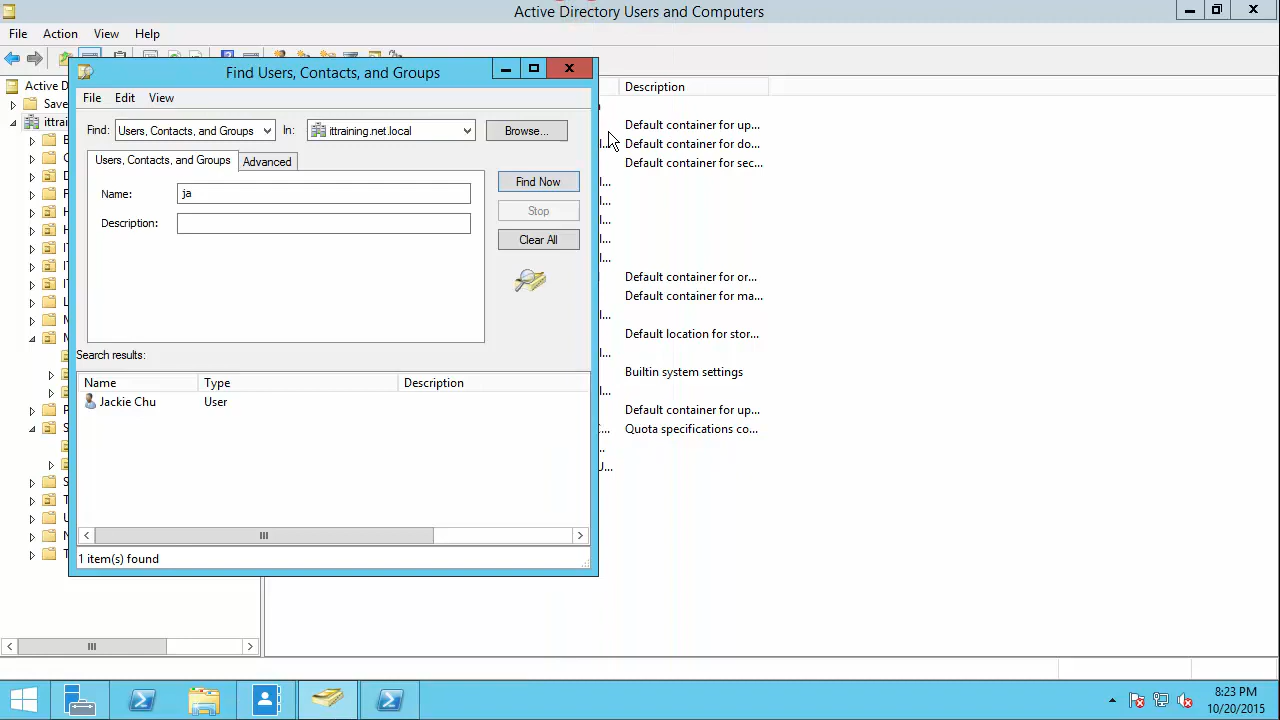 Active Directory Users and Computers
File Action View Help
Active D
Description
Save
ittrai
Find Users, Contacts, and Groups
File Edit View
Find: Users, Contacts, and Groups In: ittraining.net.local Browse...
Users, Contacts, and Groups Advanced
Name: ja
Find Now
Description:
Stop
Clear All
Search results:
Name Type Description
Jackie Chu User
1 item(s) found
Default container for up...
Default container for do...
Default container for sec...
Default container for or...
Default container for ma...
Default location for stor...
Builtin system settings
Default container for up...
Quota specifications co...
8:23 PM
10/20/2015